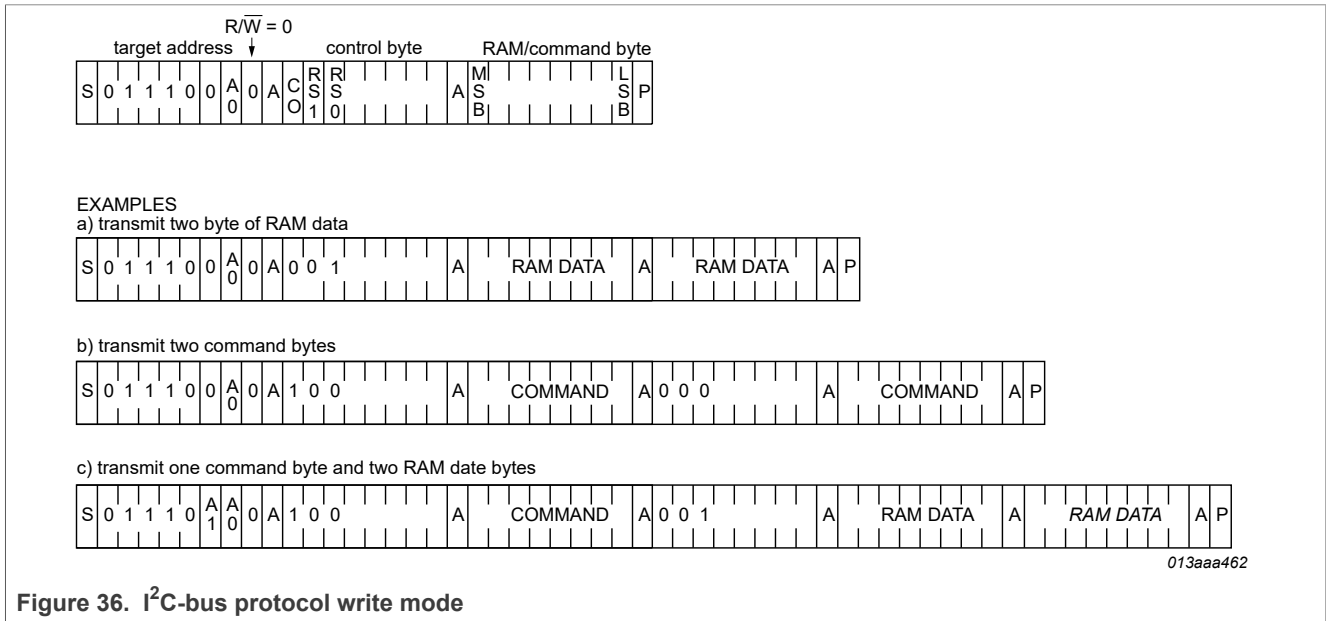 R/W = 0
target address control byte RAM/command byte
S 0 1 1 1 0 0 A0 0 A CO RS1 RS0 A MSB LSB P
EXAMPLES
a) transmit two byte of RAM data
S 0 1 1 1 0 0 A0 0 A 0 0 1 A RAM DATA A RAM DATA A P
b) transmit two command bytes
S 0 1 1 1 0 0 A0 0 A 1 0 0 A COMMAND A 0 0 0 A COMMAND A P
c) transmit one command byte and two RAM date bytes
S 0 1 1 1 0 A1 A0 0 A 1 0 0 A COMMAND A 0 0 1 A RAM DATA A RAM DATA A P
013aaa462
Figure 36. I²C-bus protocol write mode